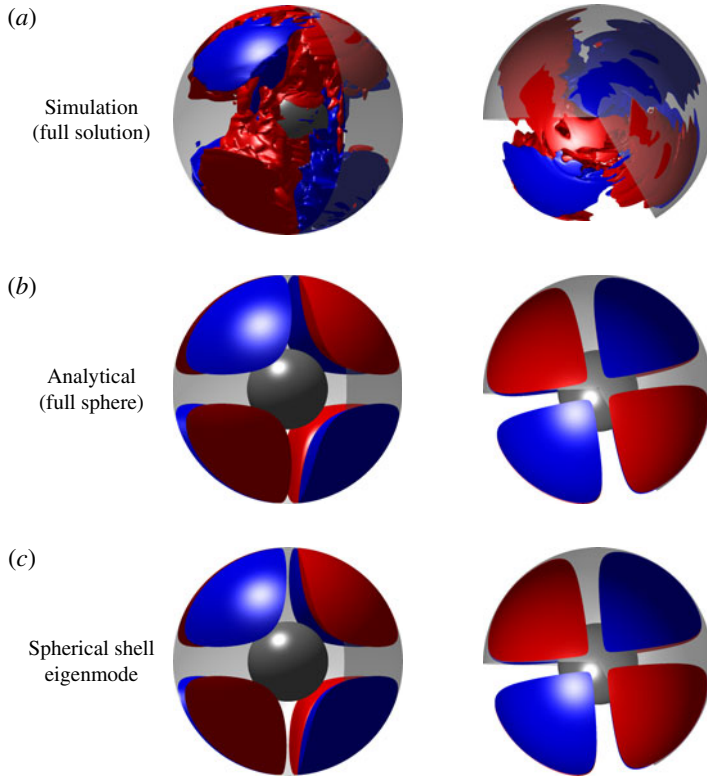 (a)
Simulation
(full solution)
(b)
Analytical
(full sphere)
(c)
Spherical shell
eigenmode